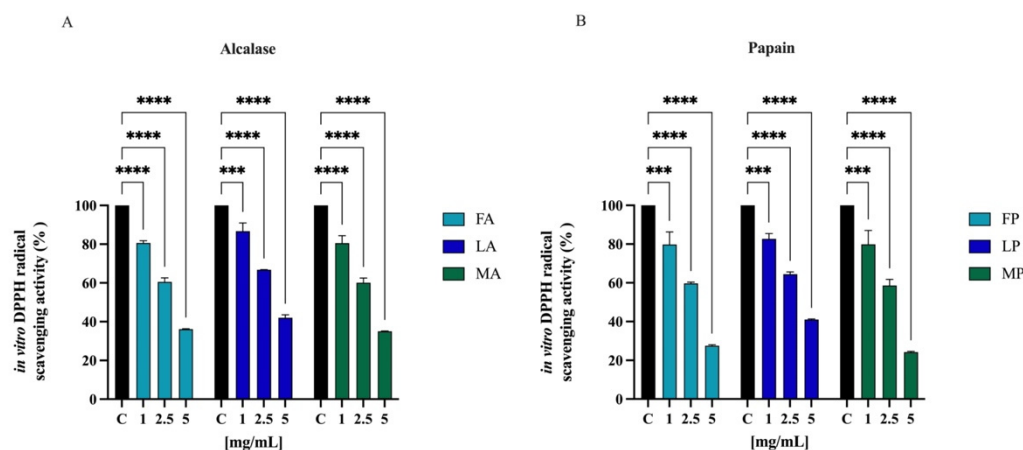 A
Alcalase
**** **** ****
**** **** ****
**** *** ****
in vitro DPPH radical
scavenging activity (% )
100
80
60
40
20
0
C 1 2.5 5 C 1 2.5 5 C 1 2.5 5
[mg/mL]
FA
LA
MA
B
Papain
**** **** ****
**** **** ****
*** *** ***
in vitro DPPH radical
scavenging activity (% )
100
80
60
40
20
0
C 1 2.5 5 C 1 2.5 5 C 1 2.5 5
[mg/mL]
FP
LP
MP